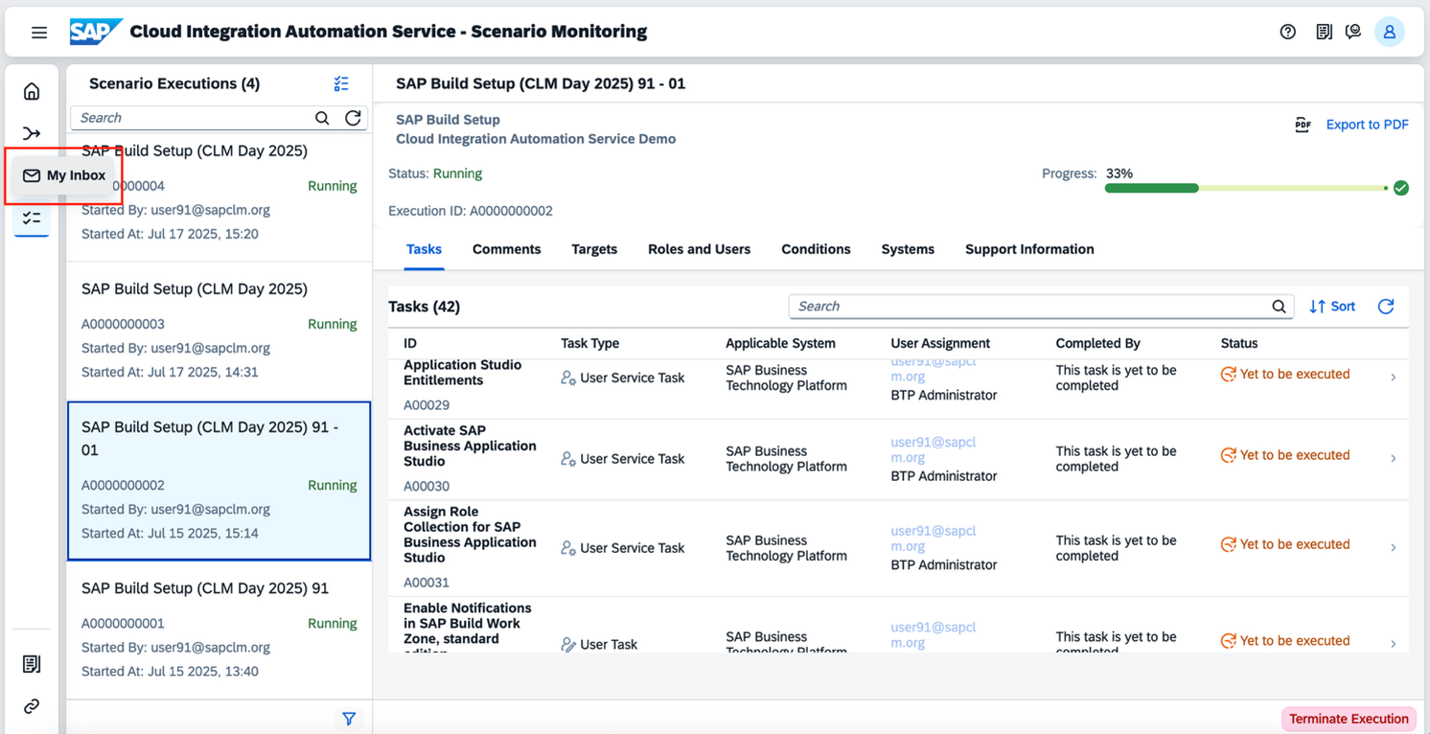 SAP Cloud Integration Automation Service - Scenario Monitoring
Scenario Executions (4)
Search
SAP Build Setup (CLM Day 2025)
My Inbox
0000004
Running
Started By: user91@sapclm.org
Started At: Jul 17 2025, 15:20
SAP Build Setup (CLM Day 2025)
A0000000003
Running
Started By: user91@sapclm.org
Started At: Jul 17 2025, 14:31
SAP Build Setup (CLM Day 2025) 91 -
01
A0000000002
Running
Started By: user91@sapclm.org
Started At: Jul 15 2025, 15:14
SAP Build Setup (CLM Day 2025) 91
A0000000001
Running
Started By: user91@sapclm.org
Started At: Jul 15 2025, 13:40
SAP Build Setup (CLM Day 2025) 91 - 01
SAP Build Setup
Cloud Integration Automation Service Demo
PDF Export to PDF
Status: Running
Progress: 33%
Execution ID: A0000000002
Tasks Comments Targets Roles and Users Conditions Systems Support Information
Tasks (42)
Search
Sort
ID Task Type Applicable System User Assignment Completed By Status
Application Studio
Entitlements
A00029
User Service Task
SAP Business
Technology Platform
user91@sapcl
m.org
BTP Administrator
This task is yet to be
completed
Yet to be executed
Activate SAP
Business Application
Studio
A00030
User Service Task
SAP Business
Technology Platform
user91@sapcl
m.org
BTP Administrator
This task is yet to be
completed
Yet to be executed
Assign Role
Collection for SAP
Business Application
Studio
A00031
User Service Task
SAP Business
Technology Platform
user91@sapcl
m.org
BTP Administrator
This task is yet to be
completed
Yet to be executed
Enable Notifications
in SAP Build Work
Zone, standard
edition
User Task
SAP Business
Technology Platform
user91@sapcl
m.org
This task is yet to be
completed
Yet to be executed
Terminate Execution